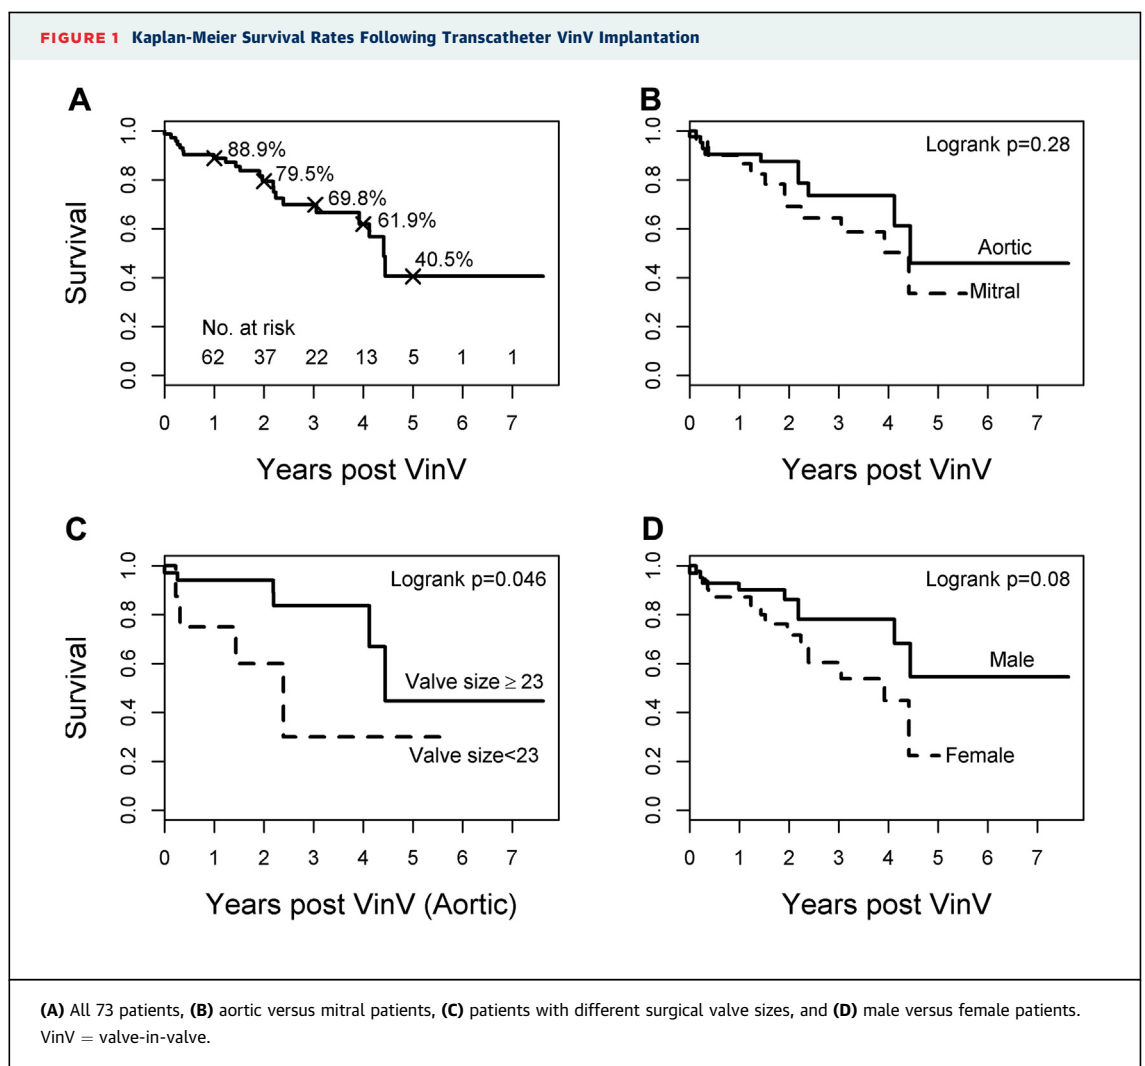 FIGURE 1 Kaplan-Meier Survival Rates Following Transcatheter VinV Implantation
A
Survival
1.0
0.8
0.6
0.4
0.2
0.0
88.9%
79.5%
69.8%
61.9%
40.5%
No. at risk
62 37 22 13 5 1 1
0 1 2 3 4 5 6 7
Years post VinV
B
1.0
0.8
0.6
0.4
0.2
0.0
Logrank p=0.28
Aortic
Mitral
0 1 2 3 4 5 6 7
Years post VinV
C
Survival
1.0
0.8
0.6
0.4
0.2
0.0
Logrank p=0.046
Valve size ≥ 23
Valve size<23
0 1 2 3 4 5 6 7
Years post VinV (Aortic)
D
1.0
0.8
0.6
0.4
0.2
0.0
Logrank p=0.08
Male
Female
0 1 2 3 4 5 6 7
Years post VinV
(A) All 73 patients, (B) aortic versus mitral patients, (C) patients with different surgical valve sizes, and (D) male versus female patients.
VinV = valve-in-valve.